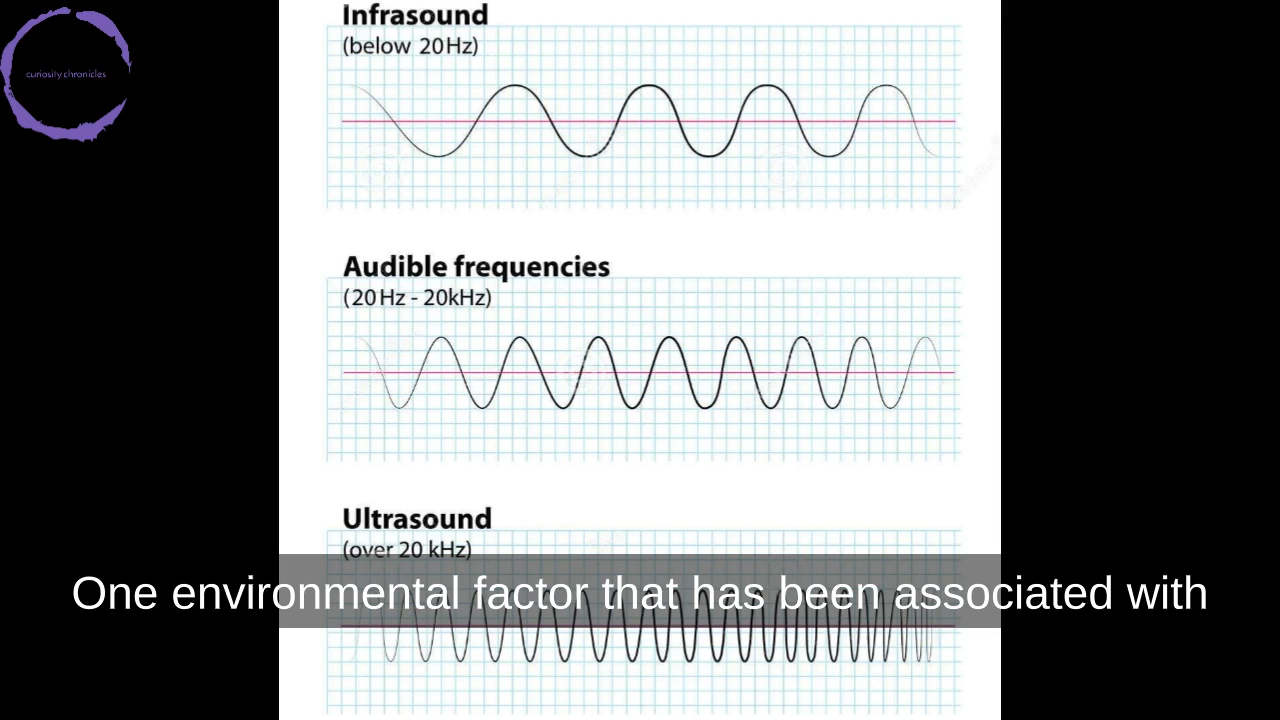 curiosity chronicles
Infrasound
(below 20Hz)
Audible frequencies
(20Hz - 20kHz)
Ultrasound
(over 20 kHz)
One environmental factor that has been associated with